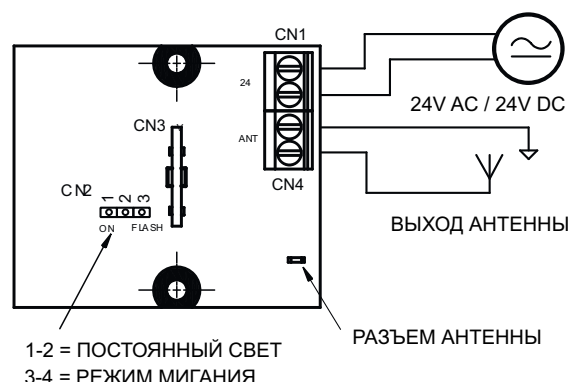 CN1
24
24V AC / 24V DC
CN3
ANT
CN4
CN2
1 2 3
ON FLASH
ВЫХОД АНТЕННЫ
РАЗЪЕМ АНТЕННЫ
1-2 = ПОСТОЯННЫЙ СВЕТ
3-4 = РЕЖИМ МИГАНИЯ